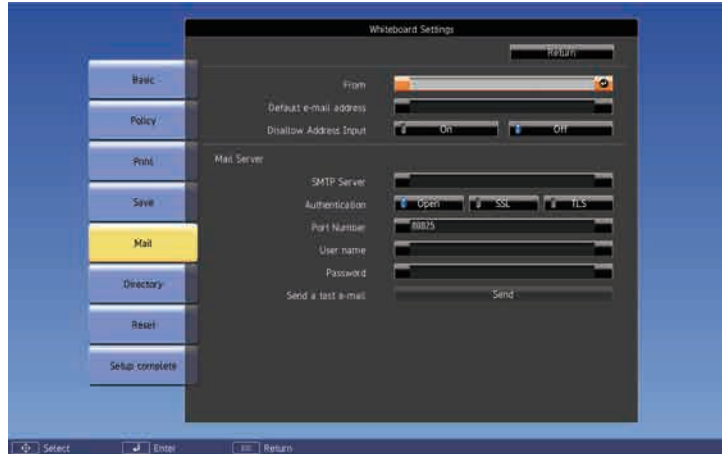 Whiteboard Settings
Return
Basic
Policy
Print
Save
Mail
Directory
Reset
Setup complete
From
Default e-mail address
Disallow Address Input
On
Off
Mail Server
SMTP Server
Authentication
Open
SSL
TLS
Port Number
00025
User name
Password
Send a test e-mail
Send
Select
Enter
Return